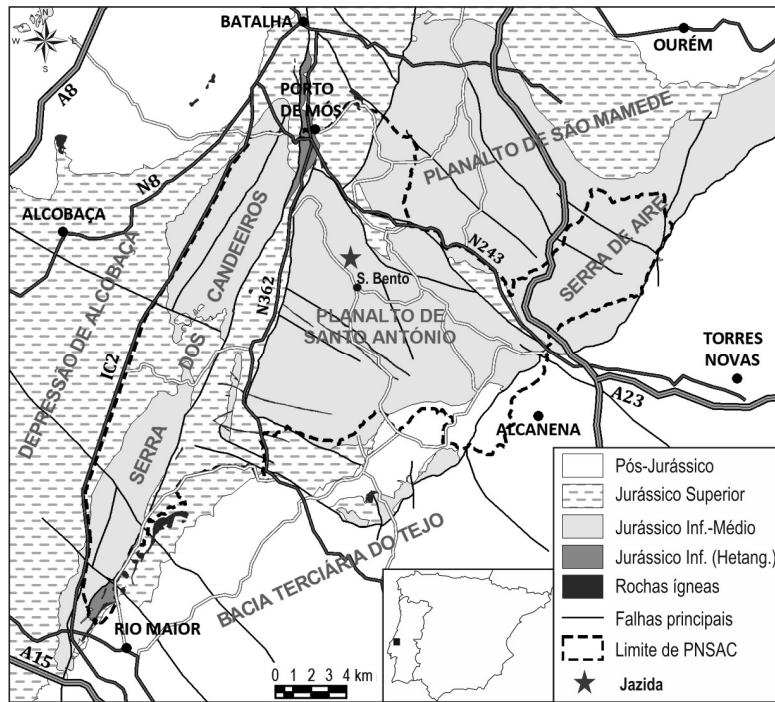 BATALHA
OURÉM
N
W
E
S
A8
PORTO
DE MÓS
PLANALTO DE SÃO MAMEDE
N8
ALCOBAÇA
CANDEEIROS
N243
SERRA DE AIRE
DEPRESSÃO DE ALCOBAÇA
N362
S. Bento
PLANALTO DE
SANTO ANTÓNIO
DOS
IC2
TORRES
NOVAS
A23
SERRA
ALCANENA
BACIA TERCIÁRIA DO TEJO
RIO MAIOR
A15
0 1 2 3 4 km
Pós-Jurássico
Jurássico Superior
Jurássico Inf.-Médio
Jurássico Inf. (Hetang.)
Rochas ígneas
Falhas principais
Limite de PNSAC
Jazida